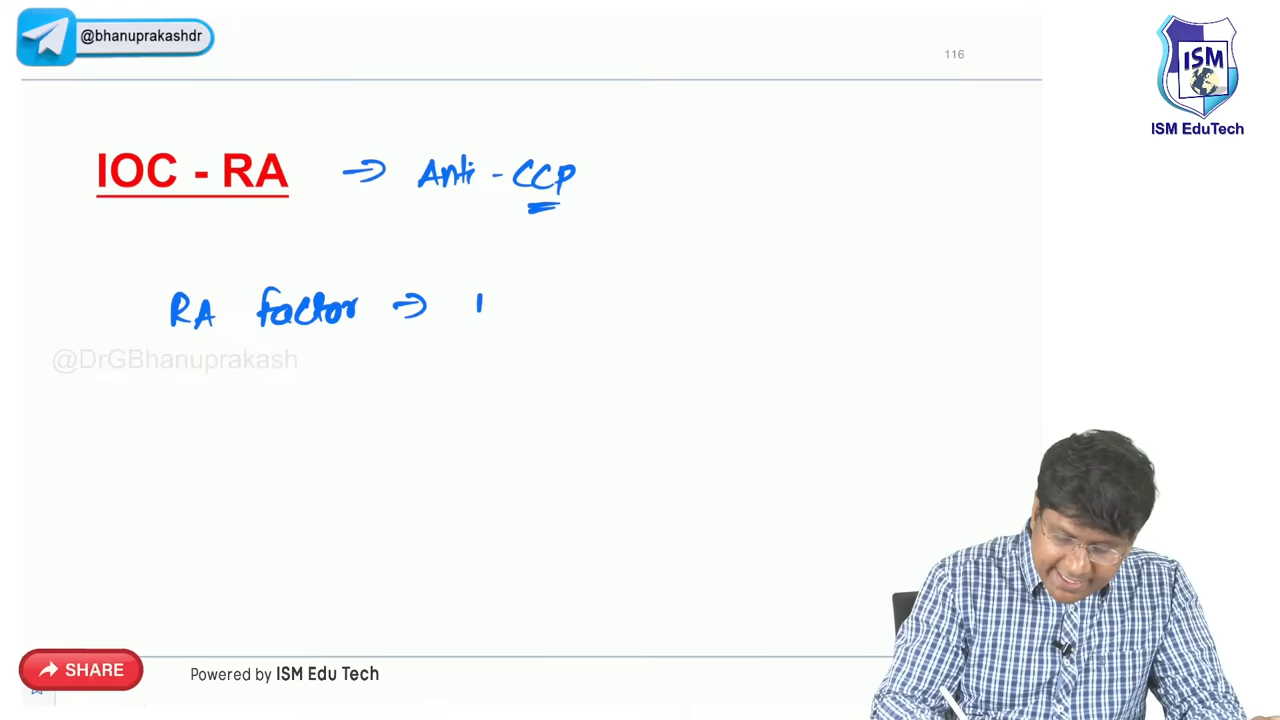 @bhanuprakashdr
116
ISM
ISM EduTech
IOC - RA → Anti - CCP
RA factor → I
@DrGBhanuprakash
SHARE
Powered by ISM Edu Tech